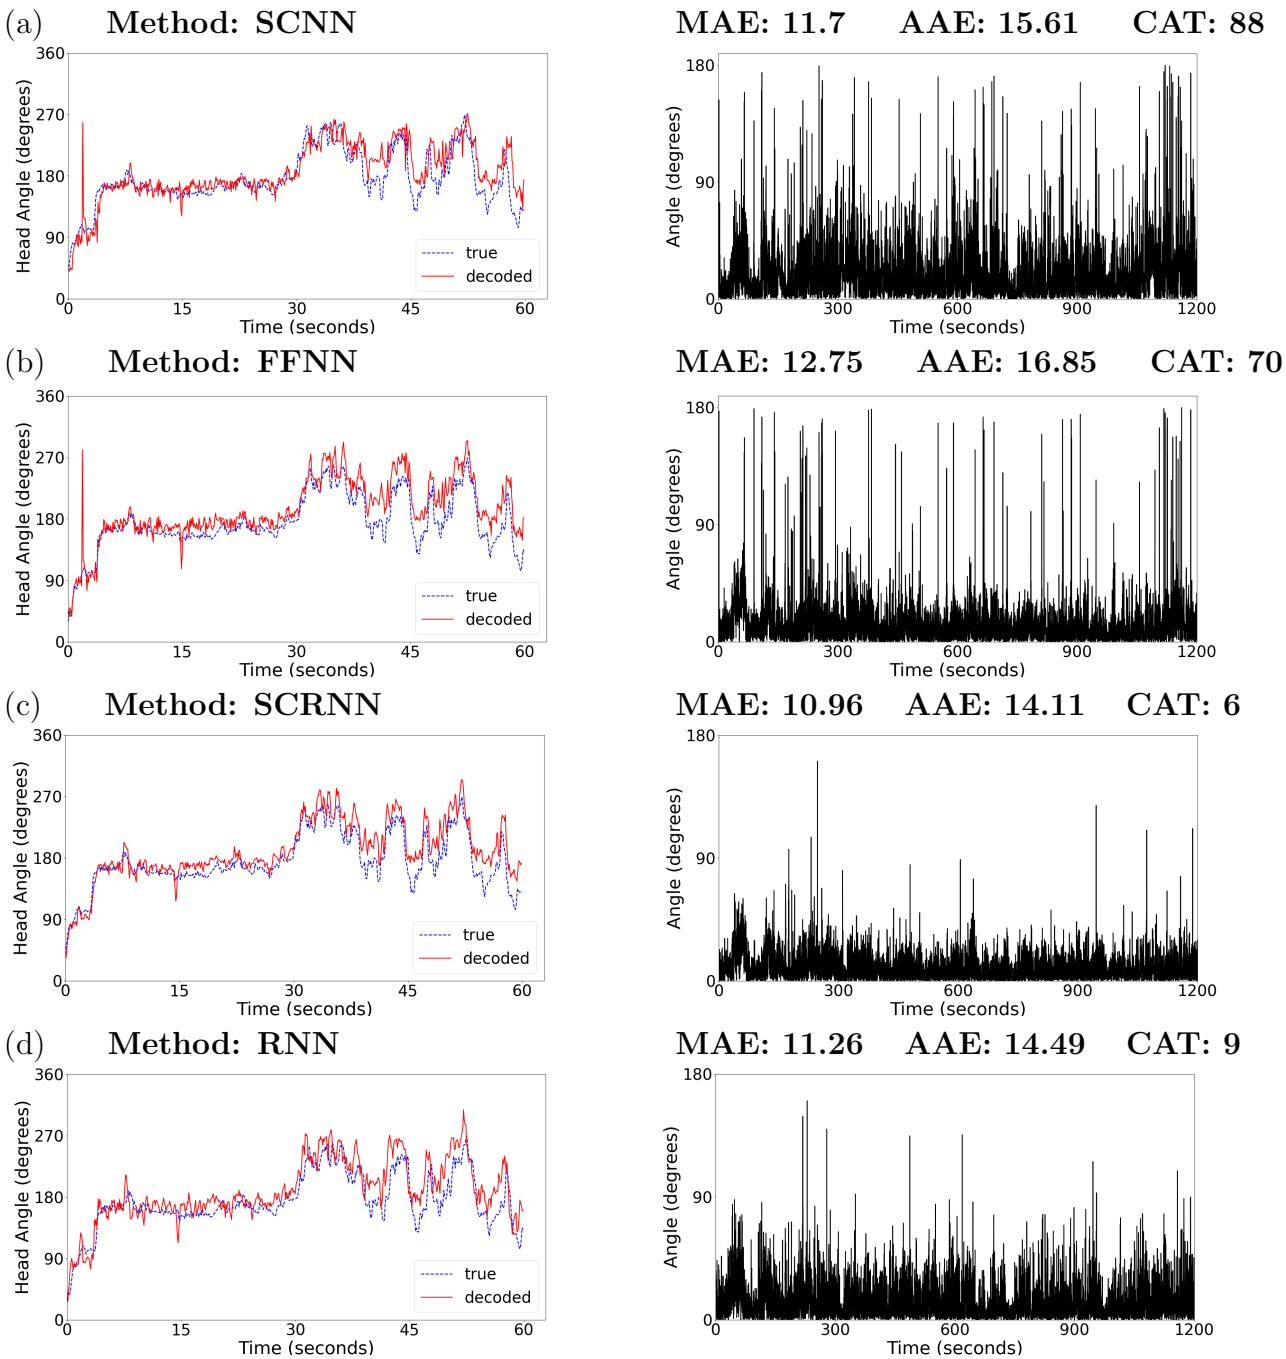 (a) Method: SCNN MAE: 11.7 AAE: 15.61 CAT: 88
360
270
180
90
0
Head Angle (degrees)
true
decoded
0 15 30 45 60
Time (seconds)
180
90
0
Angle (degrees)
0 300 600 900 1200
Time (seconds)
(b) Method: FFNN MAE: 12.75 AAE: 16.85 CAT: 70
360
270
180
90
0
Head Angle (degrees)
true
decoded
0 15 30 45 60
Time (seconds)
180
90
0
Angle (degrees)
0 300 600 900 1200
Time (seconds)
(c) Method: SCRNN MAE: 10.96 AAE: 14.11 CAT: 6
360
270
180
90
0
Head Angle (degrees)
true
decoded
0 15 30 45 60
Time (seconds)
180
90
0
Angle (degrees)
0 300 600 900 1200
Time (seconds)
(d) Method: RNN MAE: 11.26 AAE: 14.49 CAT: 9
360
270
180
90
0
Head Angle (degrees)
true
decoded
0 15 30 45 60
Time (seconds)
180
90
0
Angle (degrees)
0 300 600 900 1200
Time (seconds)